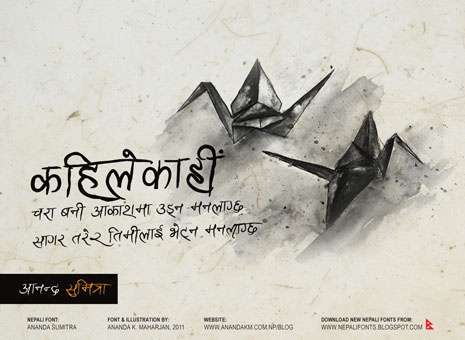 कहिलेकाहीं
चरा बनी आकाशमा उड्न मनलाग्छ
सागर तरेर तिमीलाई भेट्न मनलाग्छ
आनन्द सुमित्रा
NEPALI FONT:
ANANDA SUMITRA
FONT & ILLUSTRATION BY:
ANANDA K. MAHARJAN, 2011
WEBSITE:
WWW.ANANDAKM.COM.NP/BLOG
DOWNLOAD NEW NEPALI FONTS FROM:
WWW.NEPALIFONTS.BLOGSPOT.COM